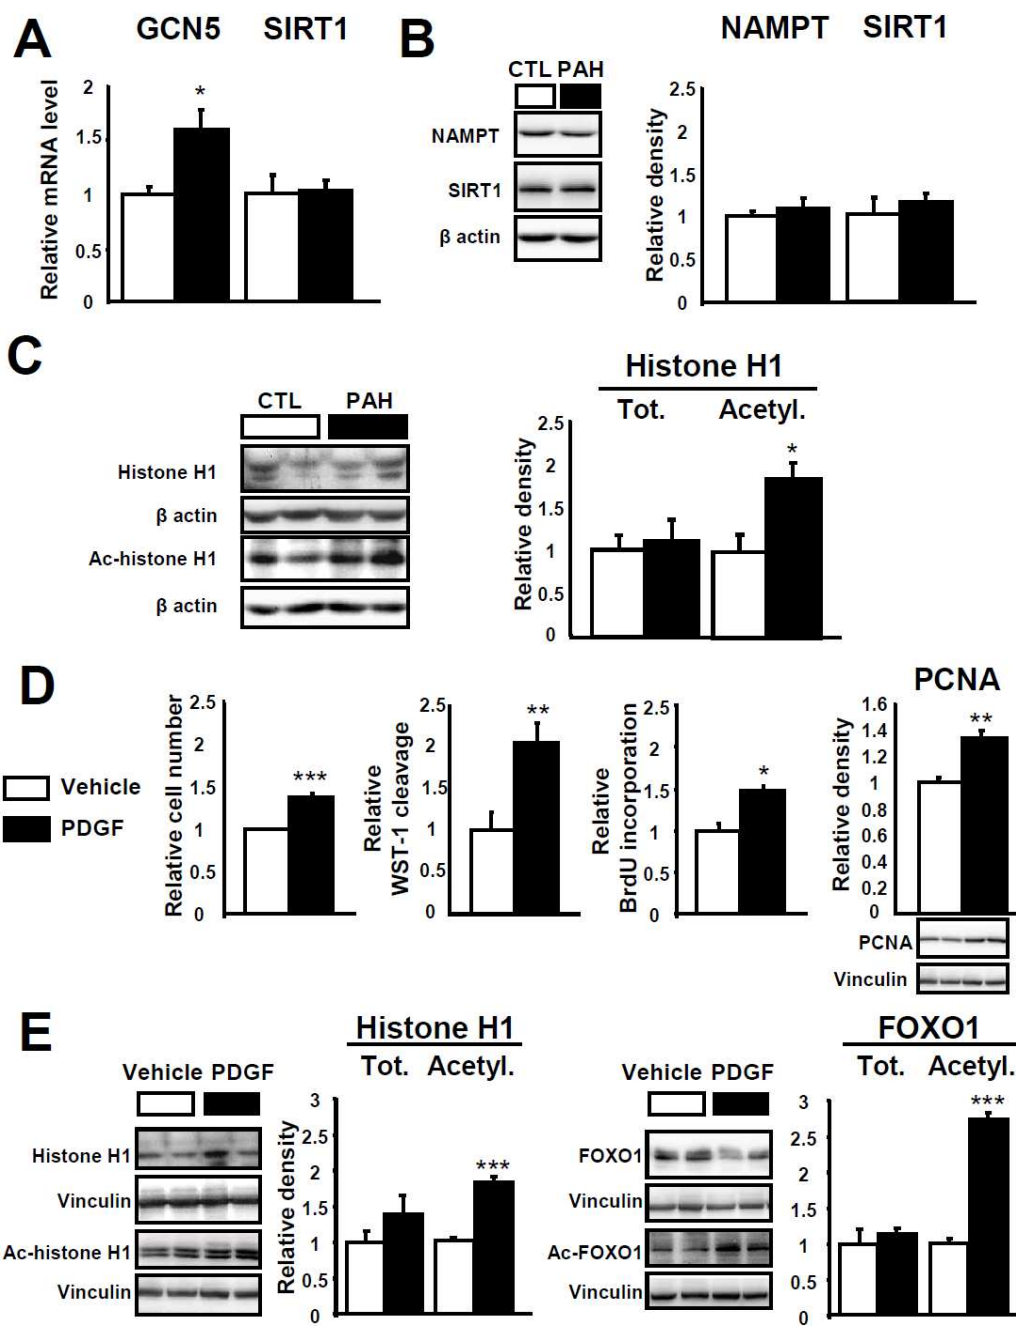 A
GCN5 SIRT1
Relative mRNA level
2
1.5
1
0.5
0
*
B
CTL PAH
NAMPT
SIRT1
β actin
NAMPT SIRT1
Relative density
2.5
2
1.5
1
0.5
0
C
CTL PAH
Histone H1
β actin
Ac-histone H1
β actin
Histone H1
Tot. Acetyl.
Relative density
2.5
2
1.5
1
0.5
0
*
D
Vehicle
PDGF
Relative cell number
2.5
2
1.5
1
0.5
0
***
Relative
WST-1 cleavage
2.5
2
1.5
1
0.5
0
**
Relative
BrdU incorporation
2.5
2
1.5
1
0.5
0
*
PCNA
Relative density
1.6
1.4
1.2
1
0.8
0.6
0.4
0.2
0
**
PCNA
Vinculin
E
Vehicle PDGF
Histone H1
Vinculin
Ac-histone H1
Vinculin
Histone H1
Tot. Acetyl.
Relative density
3
2.5
2
1.5
1
0.5
0
***
Vehicle PDGF
FOXO1
Vinculin
Ac-FOXO1
Vinculin
FOXO1
Tot. Acetyl.
3
2.5
2
1.5
1
0.5
0
***